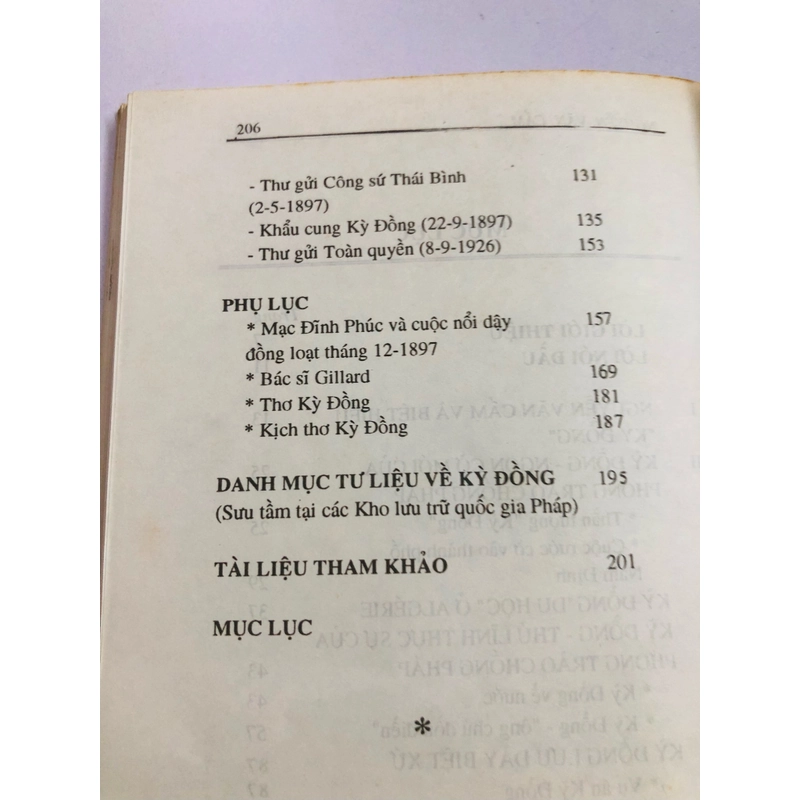 206
- Thư gửi Công sứ Thái Bình 131
(2-5-1897)
- Khẩu cung Kỳ Đồng (22-9-1897) 135
- Thư gửi Toàn quyền (8-9-1926) 153
PHỤ LỤC
* Mạc Đĩnh Phúc và cuộc nổi dậy 157
đồng loạt tháng 12-1897
* Bác sĩ Gillard 169
* Thơ Kỳ Đồng 181
* Kịch thơ Kỳ Đồng 187
DANH MỤC TƯ LIỆU VỀ KỲ ĐỒNG 195
(Sưu tầm tại các Kho lưu trữ quốc gia Pháp)
TÀI LIỆU THAM KHẢO 201
MỤC LỤC
*